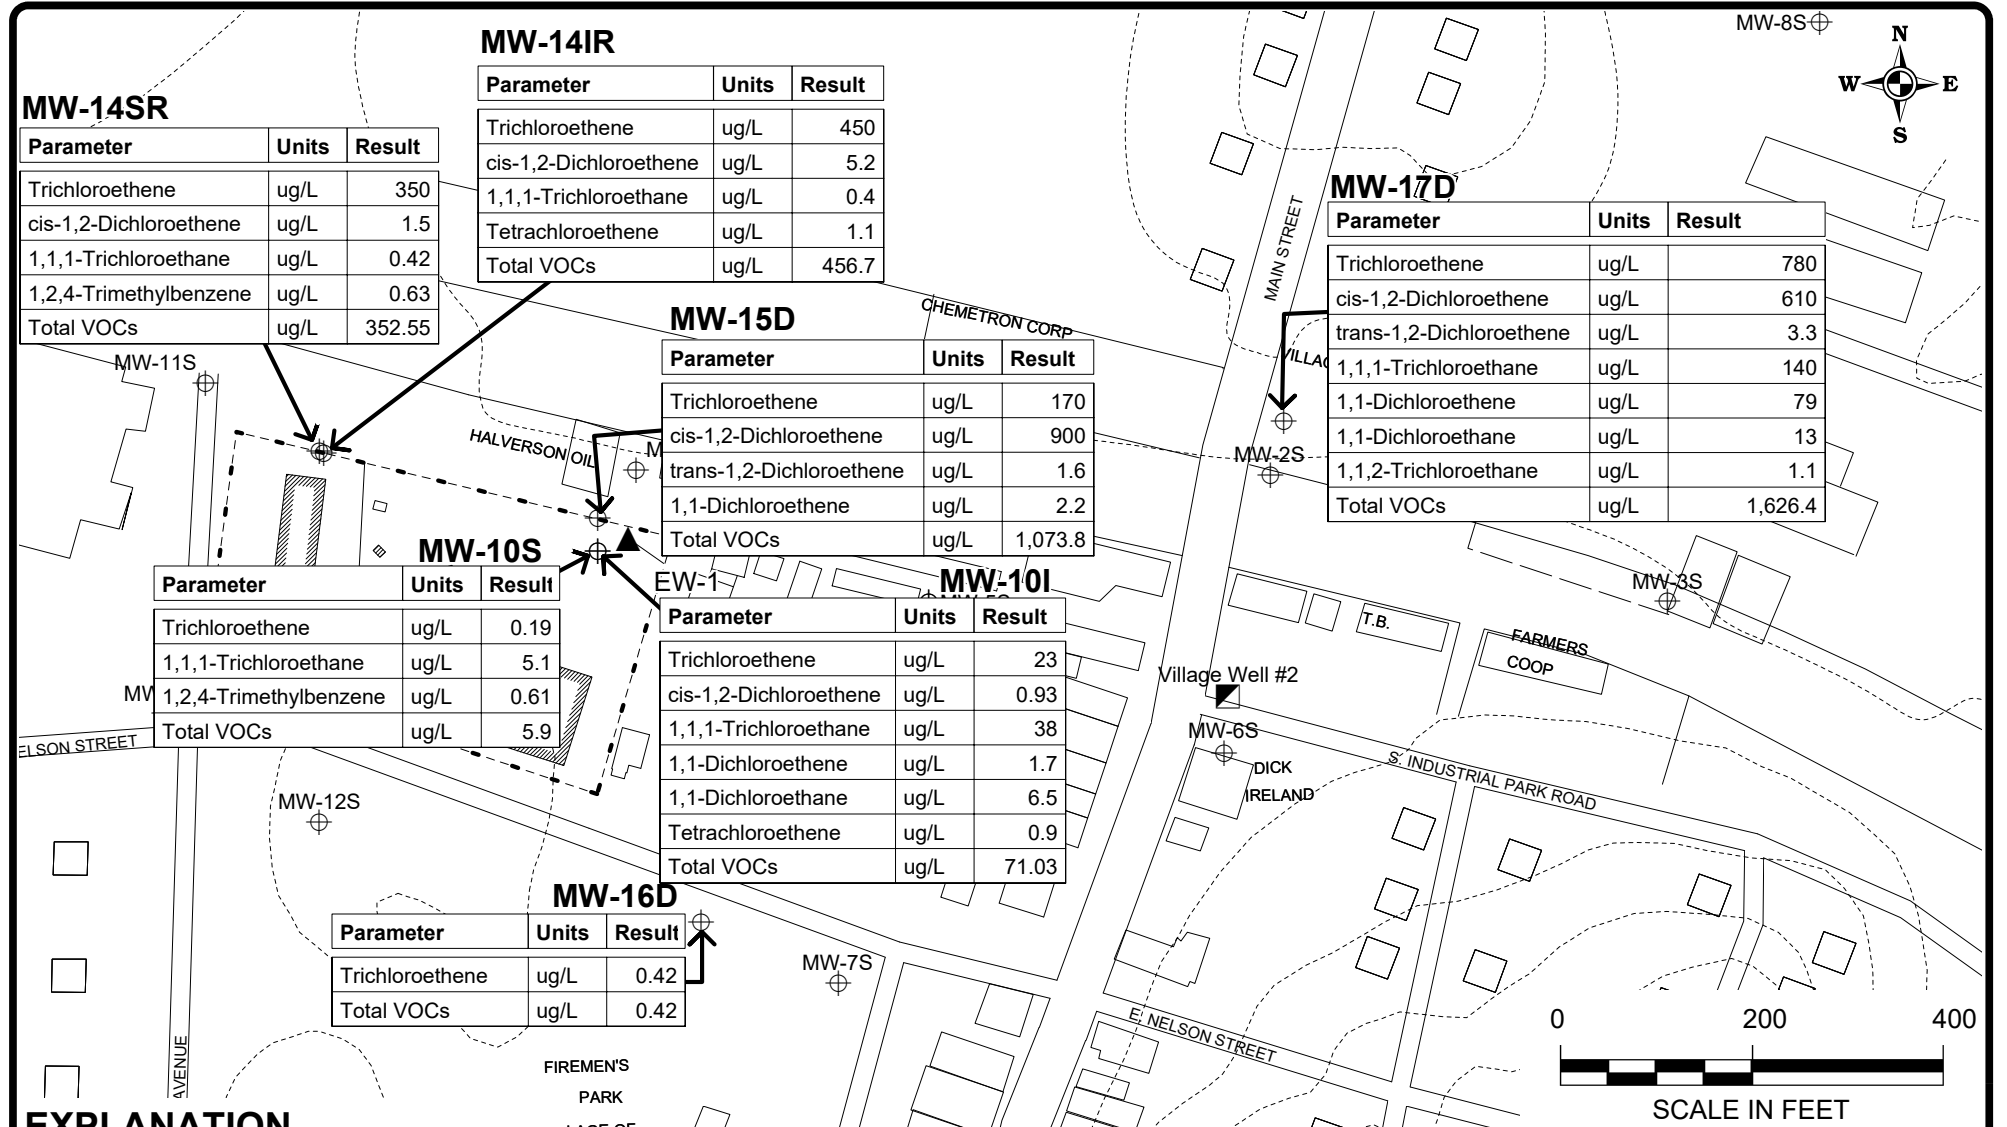 MW-8S
N
W E
S
MW-14IR
Parameter Units Result
Trichloroethene ug/L 450
cis-1,2-Dichloroethene ug/L 5.2
1,1,1-Trichloroethane ug/L 0.4
Tetrachloroethene ug/L 1.1
Total VOCs ug/L 456.7
MW-14SR
Parameter Units Result
Trichloroethene ug/L 350
cis-1,2-Dichloroethene ug/L 1.5
1,1,1-Trichloroethane ug/L 0.42
1,2,4-Trimethylbenzene ug/L 0.63
Total VOCs ug/L 352.55
MW-17D
Parameter Units Result
Trichloroethene ug/L 780
cis-1,2-Dichloroethene ug/L 610
trans-1,2-Dichloroethene ug/L 3.3
1,1,1-Trichloroethane ug/L 140
1,1-Dichloroethene ug/L 79
1,1-Dichloroethane ug/L 13
1,1,2-Trichloroethane ug/L 1.1
Total VOCs ug/L 1,626.4
MAIN STREET
CHEMETRON CORP
MW-15D
Parameter Units Result
Trichloroethene ug/L 170
cis-1,2-Dichloroethene ug/L 900
trans-1,2-Dichloroethene ug/L 1.6
1,1-Dichloroethene ug/L 2.2
Total VOCs ug/L 1,073.8
MW-11S
HALVERSON OIL
MW-2S
MW-10S
Parameter Units Result
Trichloroethene ug/L 0.19
1,1,1-Trichloroethane ug/L 5.1
1,2,4-Trimethylbenzene ug/L 0.61
Total VOCs ug/L 5.9
EW-1
MW-10I
Parameter Units Result
Trichloroethene ug/L 23
cis-1,2-Dichloroethene ug/L 0.93
1,1,1-Trichloroethane ug/L 38
1,1-Dichloroethene ug/L 1.7
1,1-Dichloroethane ug/L 6.5
Tetrachloroethene ug/L 0.9
Total VOCs ug/L 71.03
MW-3S
T.B.
FARMERS
COOP
Village Well #2
MW-6S
DICK
IRELAND
S. INDUSTRIAL PARK ROAD
MW
ELSON STREET
MW-12S
MW-16D
Parameter Units Result
Trichloroethene ug/L 0.42
Total VOCs ug/L 0.42
MW-7S
E. NELSON STREET
AVENUE
FIREMEN'S
PARK
0 200 400
SCALE IN FEET
EXPLANATION